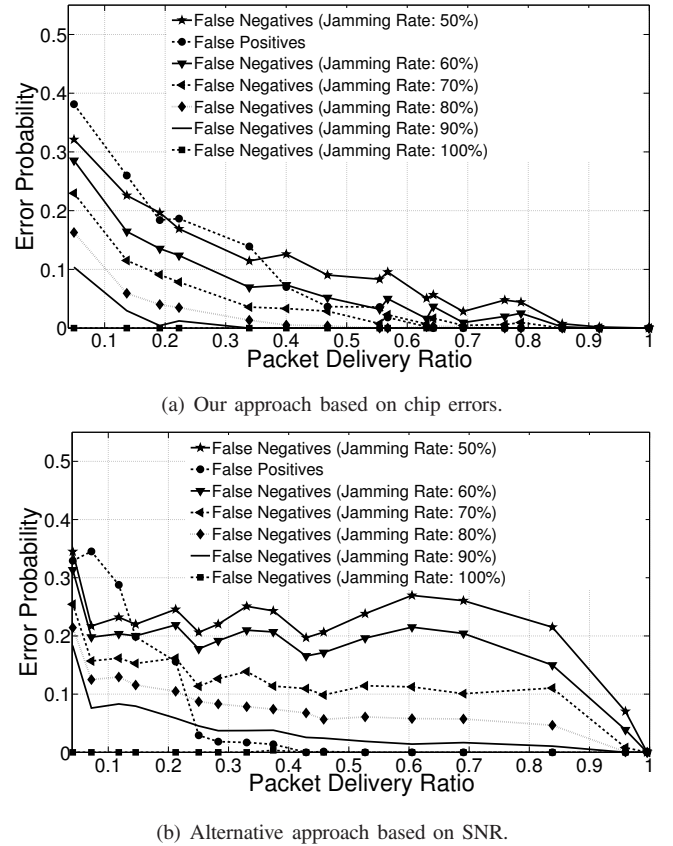 0.5
0.4
0.3
0.2
0.1
0
Error Probability
False Negatives (Jamming Rate: 50%)
False Positives
False Negatives (Jamming Rate: 60%)
False Negatives (Jamming Rate: 70%)
False Negatives (Jamming Rate: 80%)
False Negatives (Jamming Rate: 90%)
False Negatives (Jamming Rate: 100%)
0.1 0.2 0.3 0.4 0.5 0.6 0.7 0.8 0.9 1
Packet Delivery Ratio
(a) Our approach based on chip errors.
0.5
0.4
0.3
0.2
0.1
0
Error Probability
False Negatives (Jamming Rate: 50%)
False Positives
False Negatives (Jamming Rate: 60%)
False Negatives (Jamming Rate: 70%)
False Negatives (Jamming Rate: 80%)
False Negatives (Jamming Rate: 90%)
False Negatives (Jamming Rate: 100%)
0.1 0.2 0.3 0.4 0.5 0.6 0.7 0.8 0.9 1
Packet Delivery Ratio
(b) Alternative approach based on SNR.